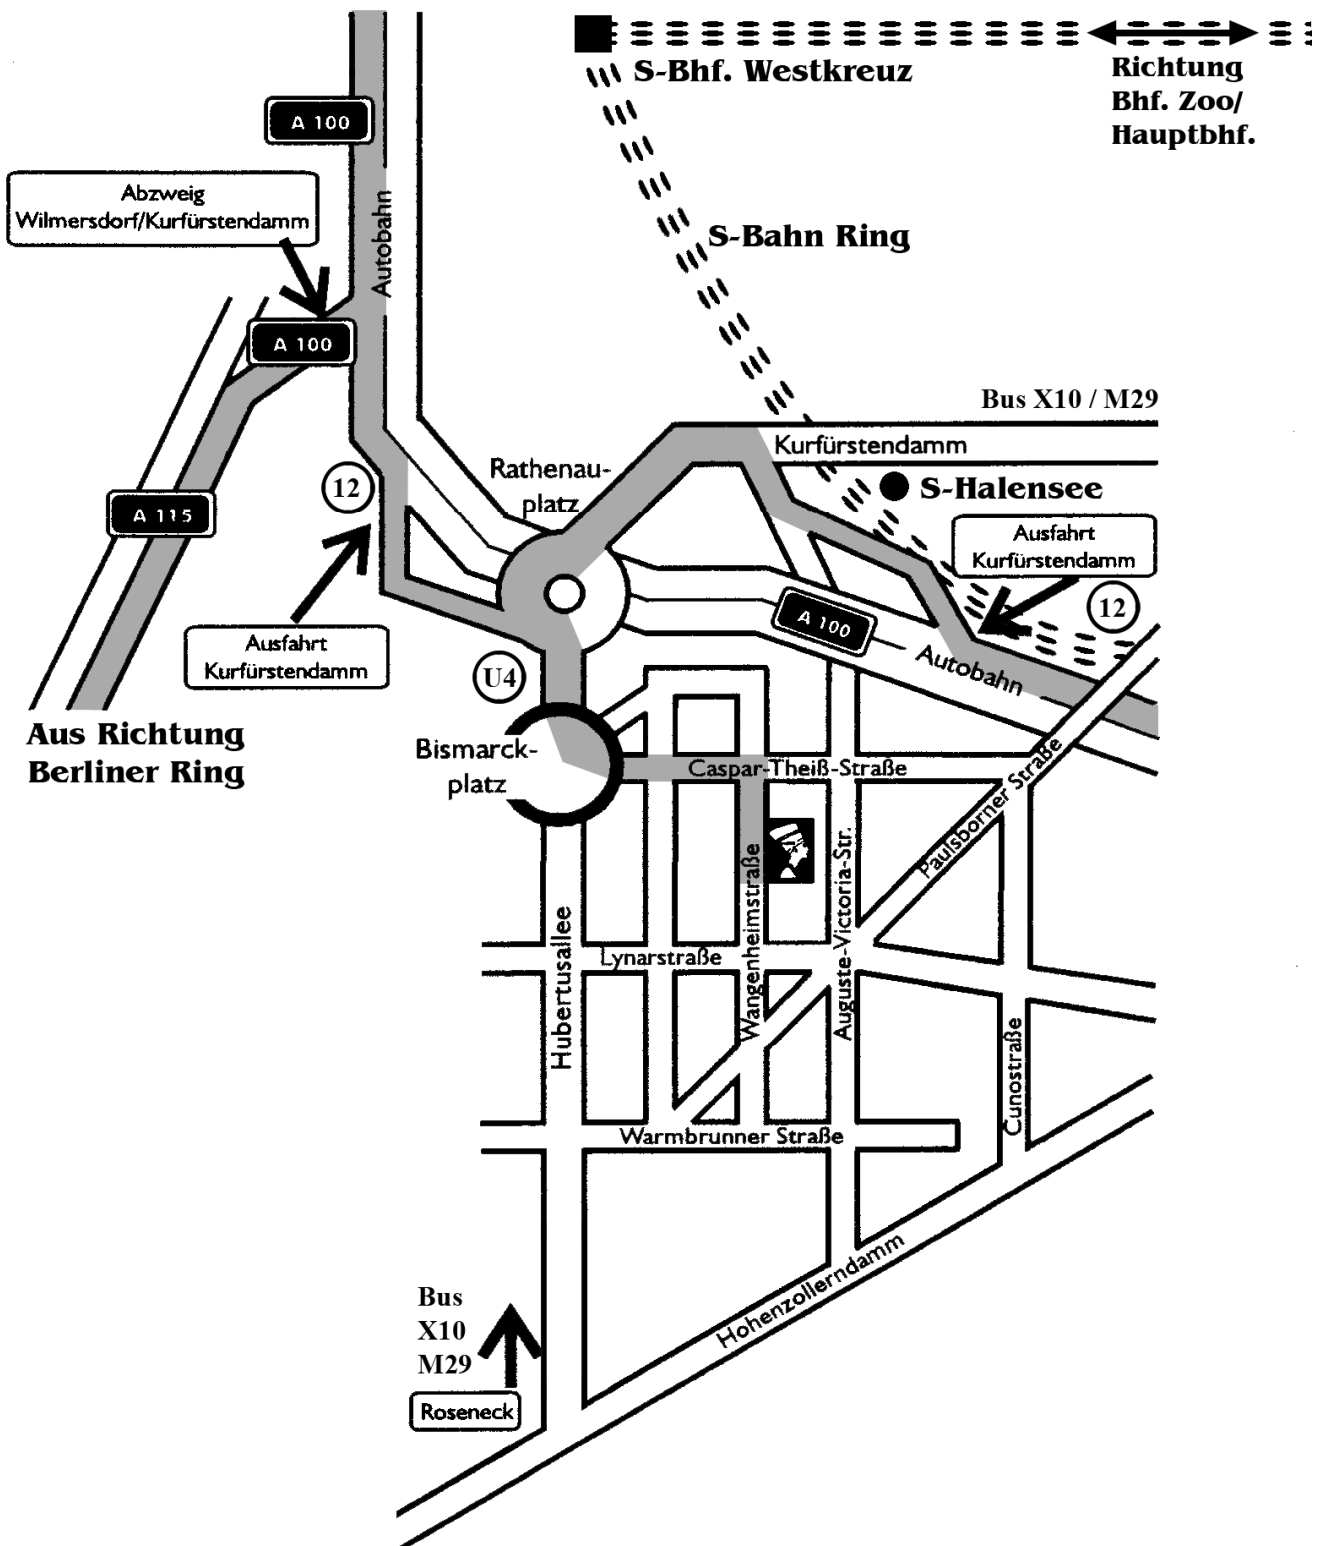 S-Bhf. Westkreuz
Richtung
Bhf. Zoo/
Hauptbhf.
A 100
Abzweig
Wilmersdorf/Kurfürstendamm
Autobahn
S-Bahn Ring
A 100
Bus X10 / M29
Kurfürstendamm
Rathenau-
platz
12
S-Halensee
A 115
Ausfahrt
Kurfürstendamm
12
A 100
Ausfahrt
Kurfürstendamm
Autobahn
U4
Aus Richtung
Berliner Ring
Bismarck-
platz
Caspar-Theiß-Straße
Paulsborner Straße
Wangenheimstraße
Auguste-Victoria-Str.
Hubertusallee
Lynarstraße
Cunostraße
Warmbrunner Straße
Hohenzollerndamm
Bus
X10
M29
Roseneck